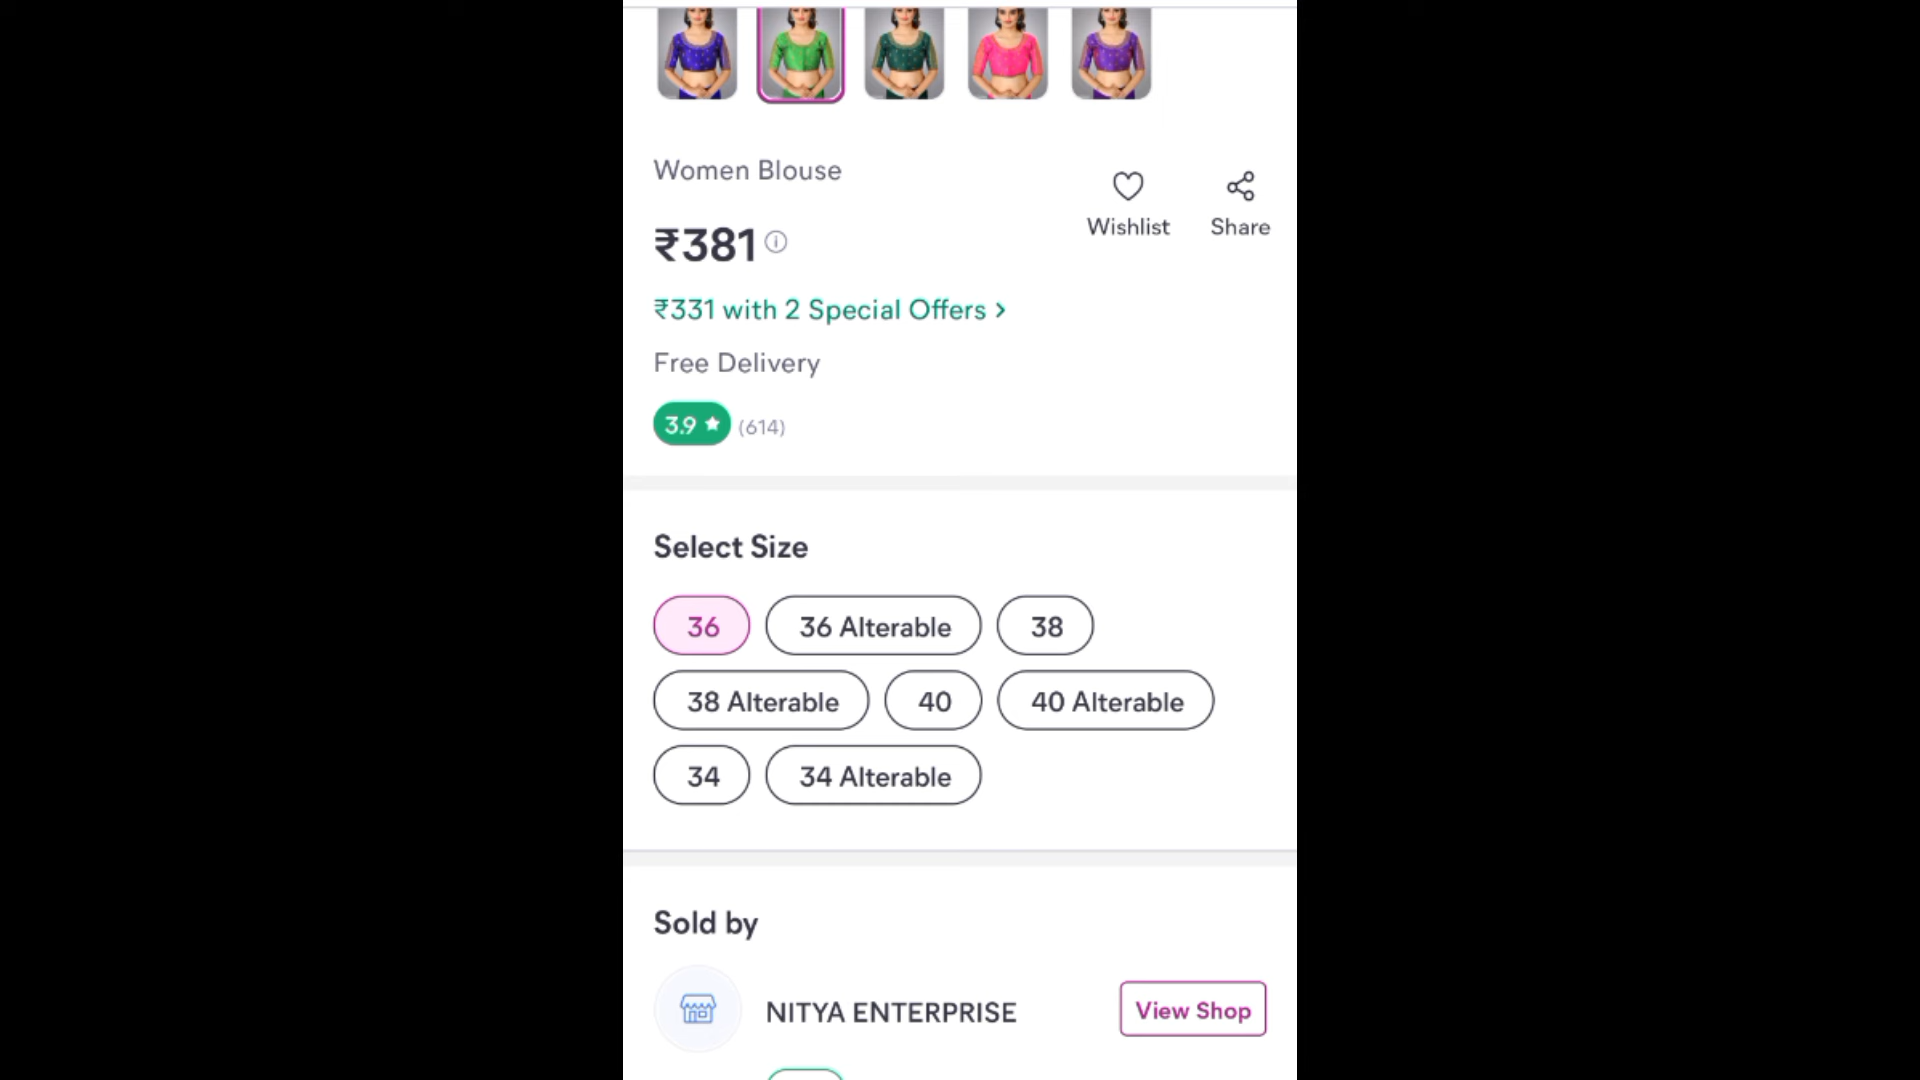 Women Blouse
Wishlist
Share
₹381
₹331 with 2 Special Offers >
Free Delivery
3.9 ★ (614)
Select Size
36
36 Alterable
38
38 Alterable
40
40 Alterable
34
34 Alterable
Sold by
NITYA ENTERPRISE
View Shop